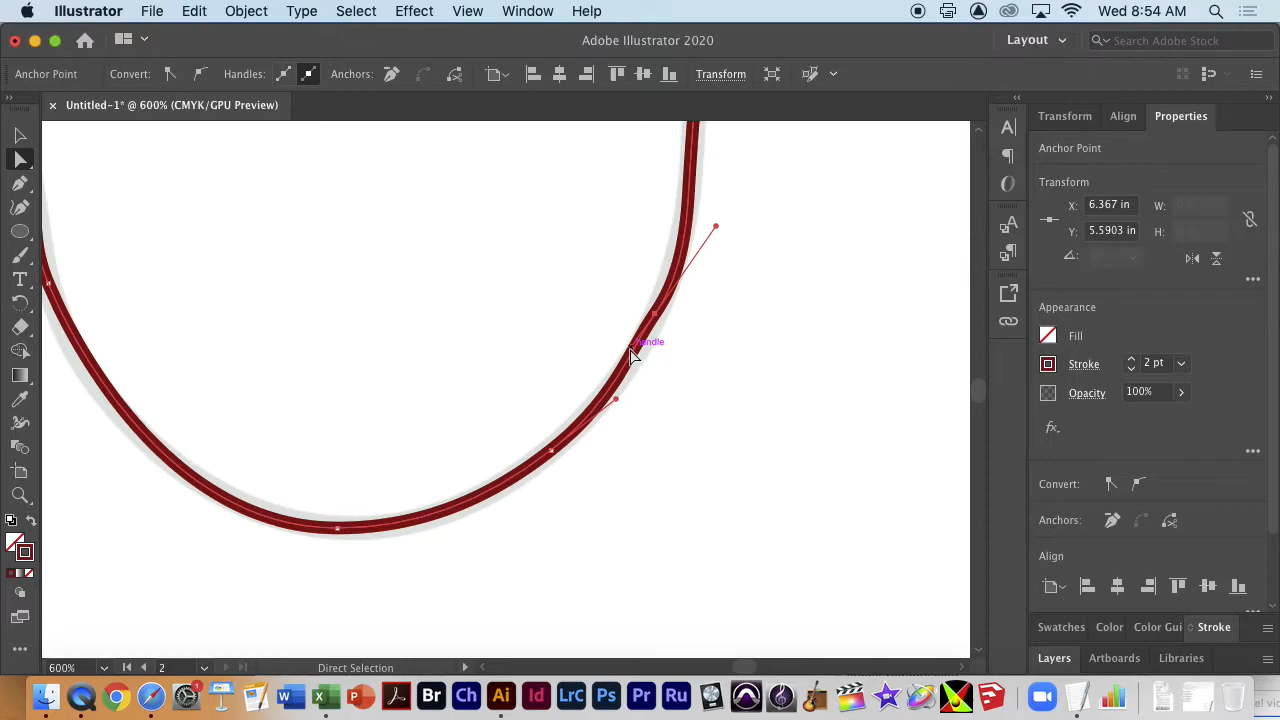 Illustrator File Edit Object Type Select Effect View Window Help Wed 8:54 AM
Adobe Illustrator 2020 Layout Search Adobe Stock
Anchor Point Convert: Handles: Anchors: Transform
Untitled-1* @ 600% (CMYK/GPU Preview)
Transform Align Properties
Anchor Point
Transform
X: 6.367 in W:
Y: 5.5903 in H:
Appearance
Fill
Stroke 2 pt
Opacity 100%
fx
handle
Convert:
Anchors:
Align
Swatches Color Color Gui Stroke
Layers Artboards Libraries
600% 2 Direct Selection
W X P Br Ch Ai Id LrC Ps Pr Ru